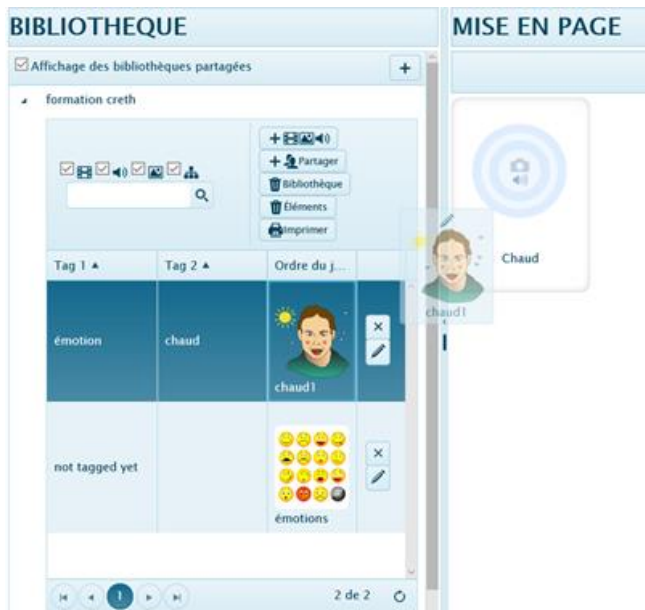 BIBLIOTHEQUE
MISE EN PAGE
Affichage des bibliothèques partagées
+
formation creth
+
+ Partager
Bibliothèque
Éléments
Imprimer
Tag 1 ▲
Tag 2 ▲
Ordre du j...
Chaud
chaud1
émotion
chaud
chaud1
not tagged yet
émotions
1
2 de 2